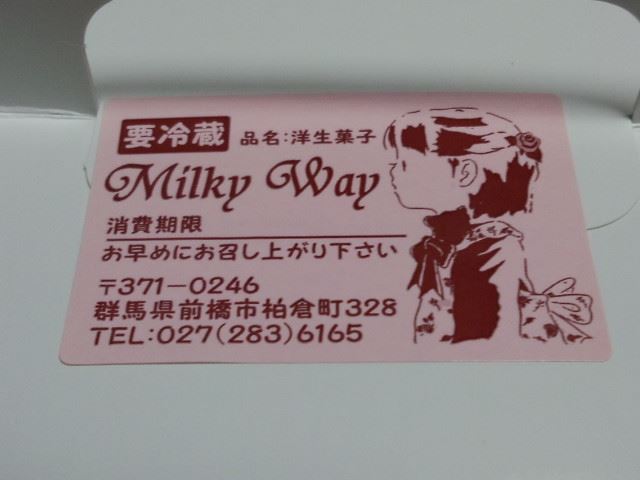 要冷蔵 品名:洋生菓子
Milky Way
消費期限
お早めにお召し上がり下さい
〒371-0246
群馬県前橋市柏倉町328
TEL:027(283)6165